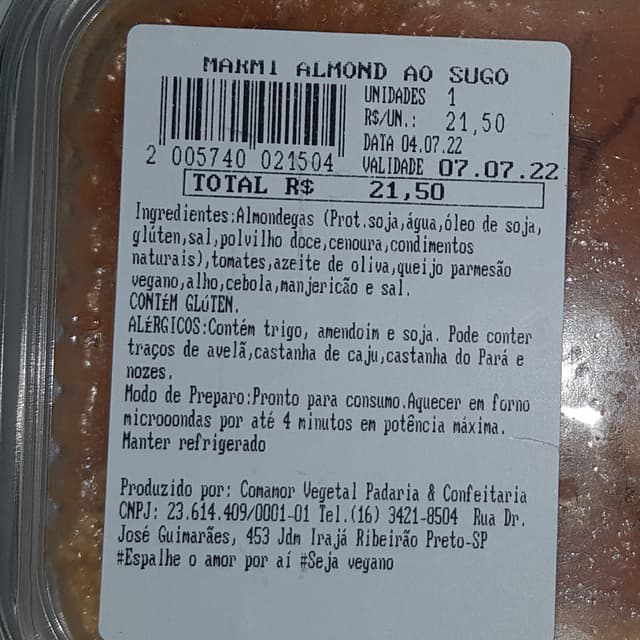 MARMI ALMOND AO SUGO
UNIDADES 1
R$/UN.: 21,50
DATA 04.07.22
2 005740 021504 VALIDADE 07.07.22
TOTAL R$ 21,50
Ingredientes:Almondegas (Prot.soja,água,óleo de soja,
glúten,sal,polvilho doce,cenoura,condimentos
naturais),tomates,azeite de oliva,queijo parmesão
vegano,alho,cebola,manjericão e sal.
CONTÉM GLÚTEN.
ALÉRGICOS:Contém trigo, amendoim e soja. Pode conter
traços de avelã,castanha de caju,castanha do Pará e
nozes.
Modo de Preparo:Pronto para consumo.Aquecer em forno
microoondas por até 4 minutos em potência máxima.
Manter refrigerado
Produzido por: Comamor Vegetal Padaria & Confeitaria
CNPJ: 23.614.409/0001-01 Tel.(16) 3421-8504 Rua Dr.
José Guimarães, 453 Jdm Irajá Ribeirão Preto-SP
#Espalhe o amor por aí #Seja vegano